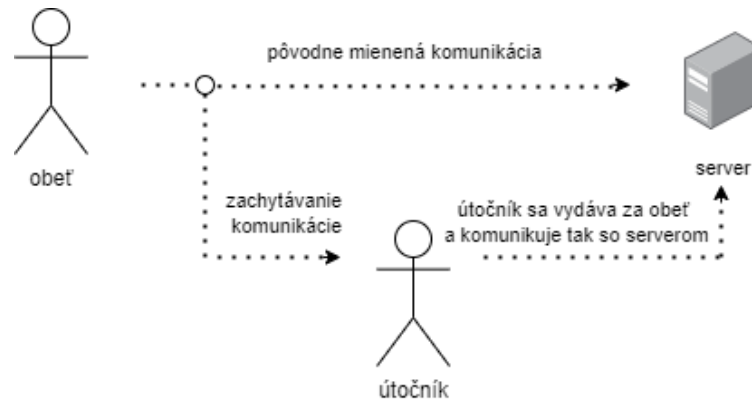 pôvodne mienená komunikácia
obeť
server
zachytávanie
komunikácie
útočník sa vydáva za obeť
a komunikuje tak so serverom
útočník